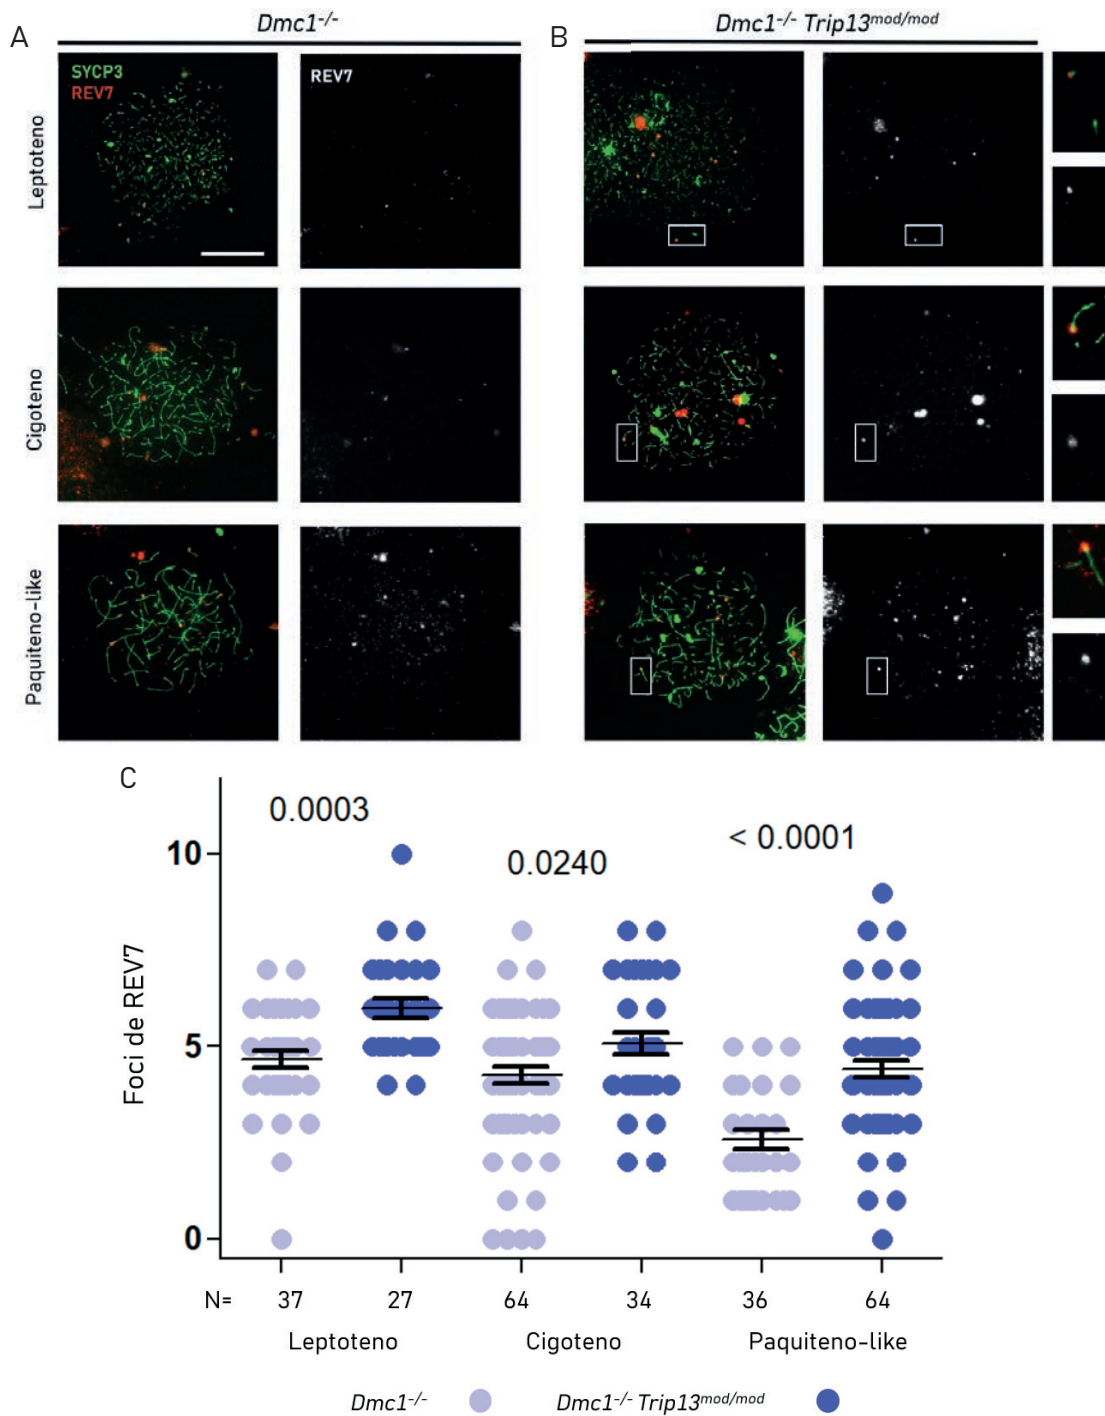 A
Dmc1-/-
B
Dmc1-/- Trip13mod/mod
SYCP3
REV7
REV7
Leptoteno
Cigoteno
Paquiteno-like
C
0.0003
0.0240
< 0.0001
Foci de REV7
10
5
0
N= 37 27 64 34 36 64
Leptoteno Cigoteno Paquiteno-like
Dmc1-/- Dmc1-/- Trip13mod/mod